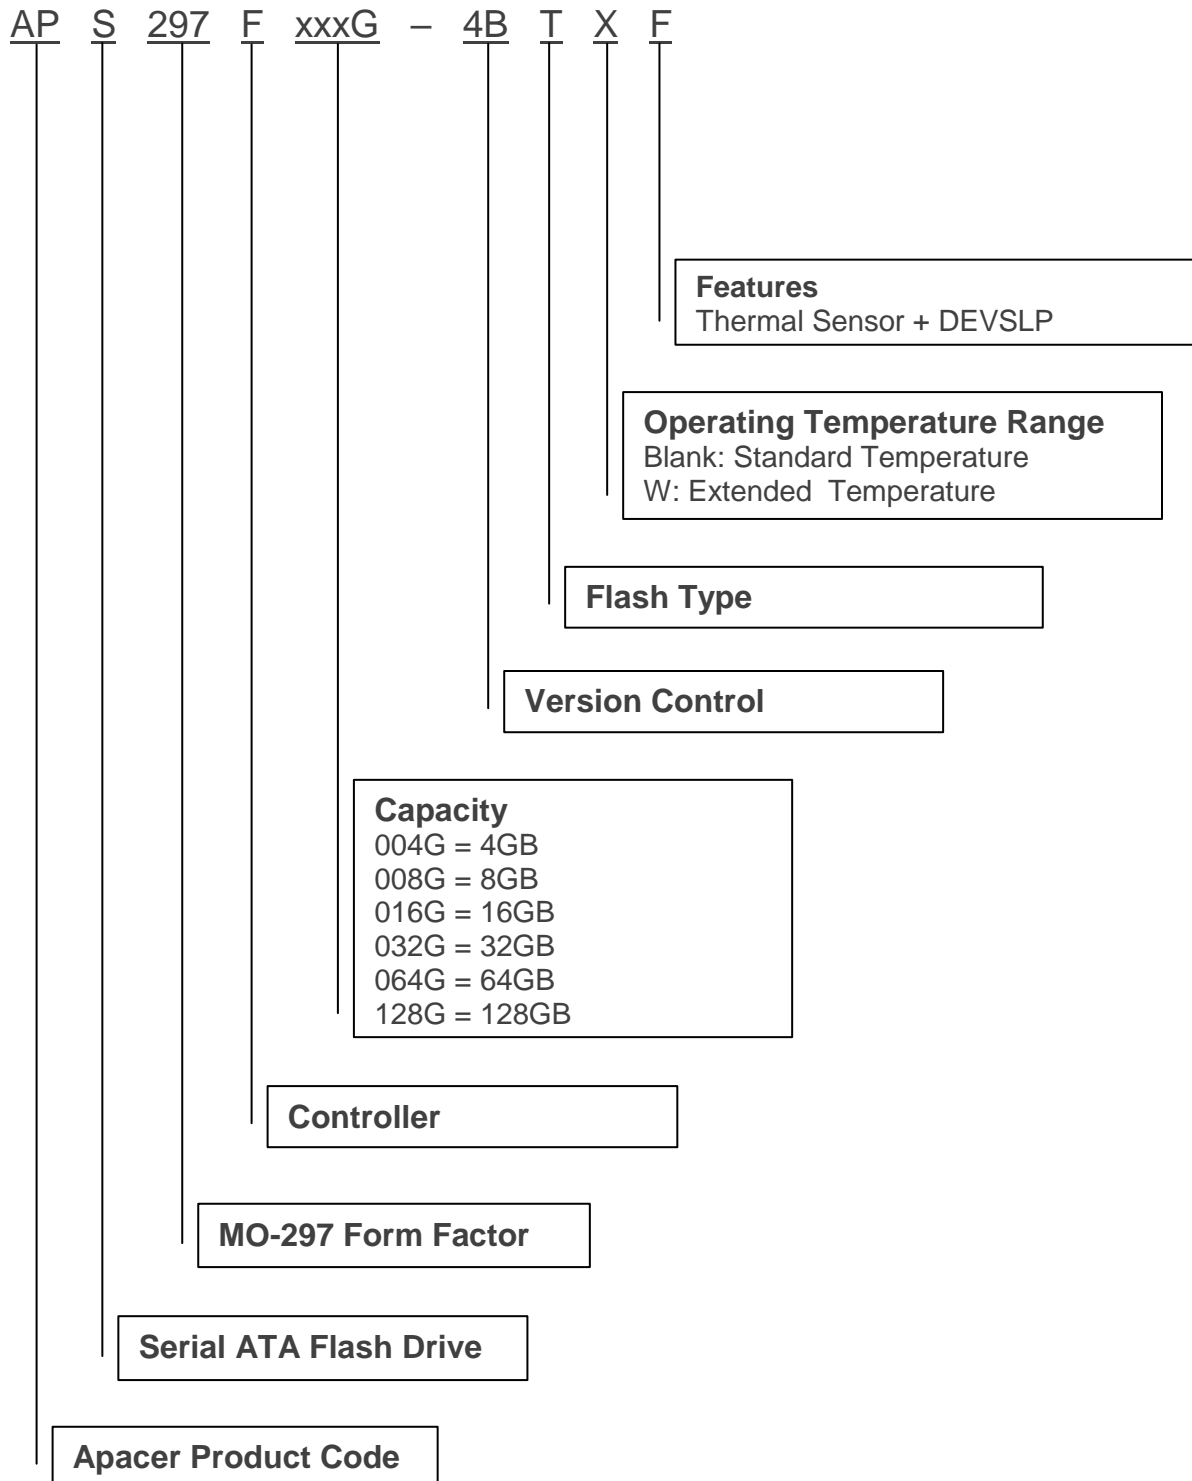 AP S 297 F xxxG – 4B T X F
Features
Thermal Sensor + DEVSLP
Operating Temperature Range
Blank: Standard Temperature
W: Extended Temperature
Flash Type
Version Control
Capacity
004G = 4GB
008G = 8GB
016G = 16GB
032G = 32GB
064G = 64GB
128G = 128GB
Controller
MO-297 Form Factor
Serial ATA Flash Drive
Apacer Product Code